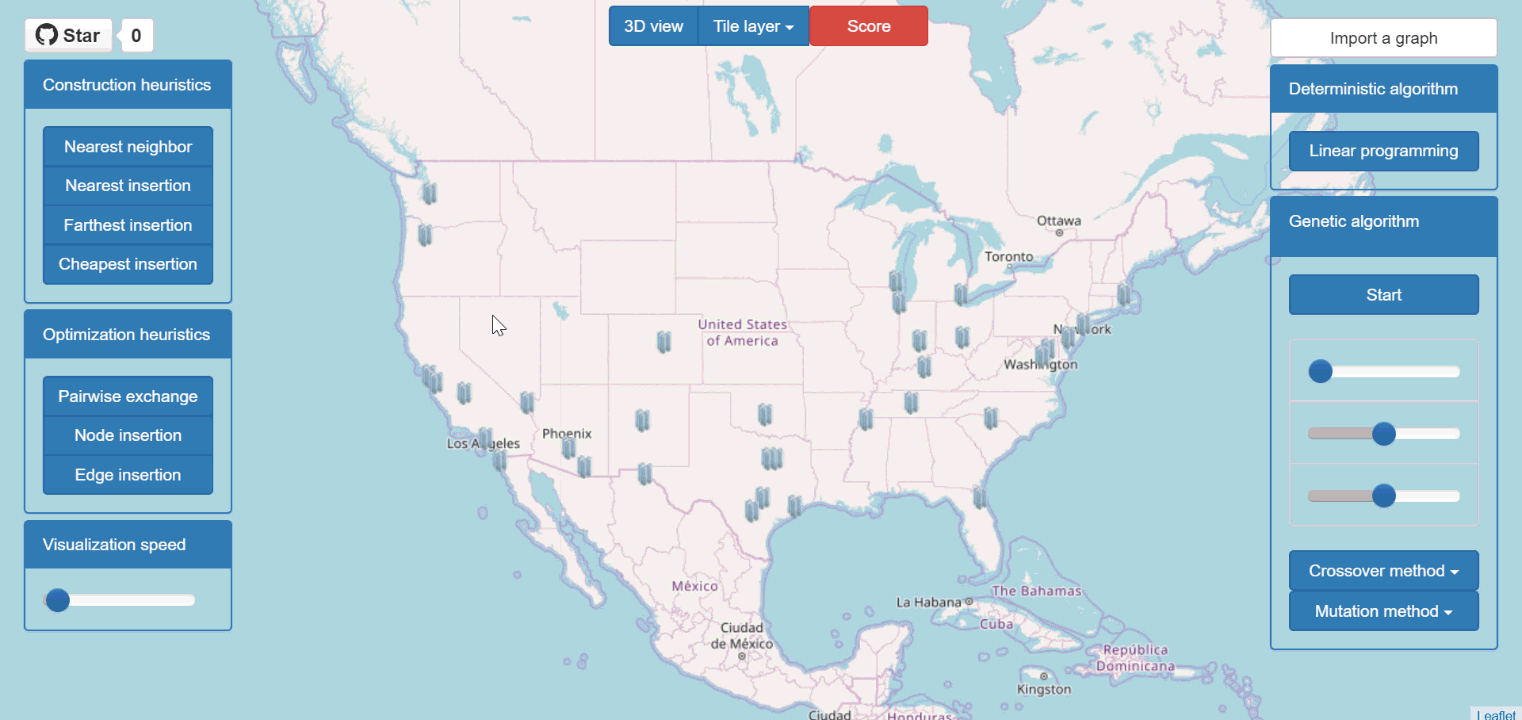 Star
0
3D view
Tile layer
Score
Import a graph
Construction heuristics
Nearest neighbor
Nearest insertion
Farthest insertion
Cheapest insertion
Optimization heuristics
Pairwise exchange
Node insertion
Edge insertion
Visualization speed
Deterministic algorithm
Linear programming
Genetic algorithm
Start
Crossover method
Mutation method
Ottawa
Toronto
United States
of America
New York
Washington
Los Angeles
Phoenix
México
La Habana
The Bahamas
Cuba
Ciudad
de México
República
Dominicana
Kingston
Ciudad
Honduras
Leaflet